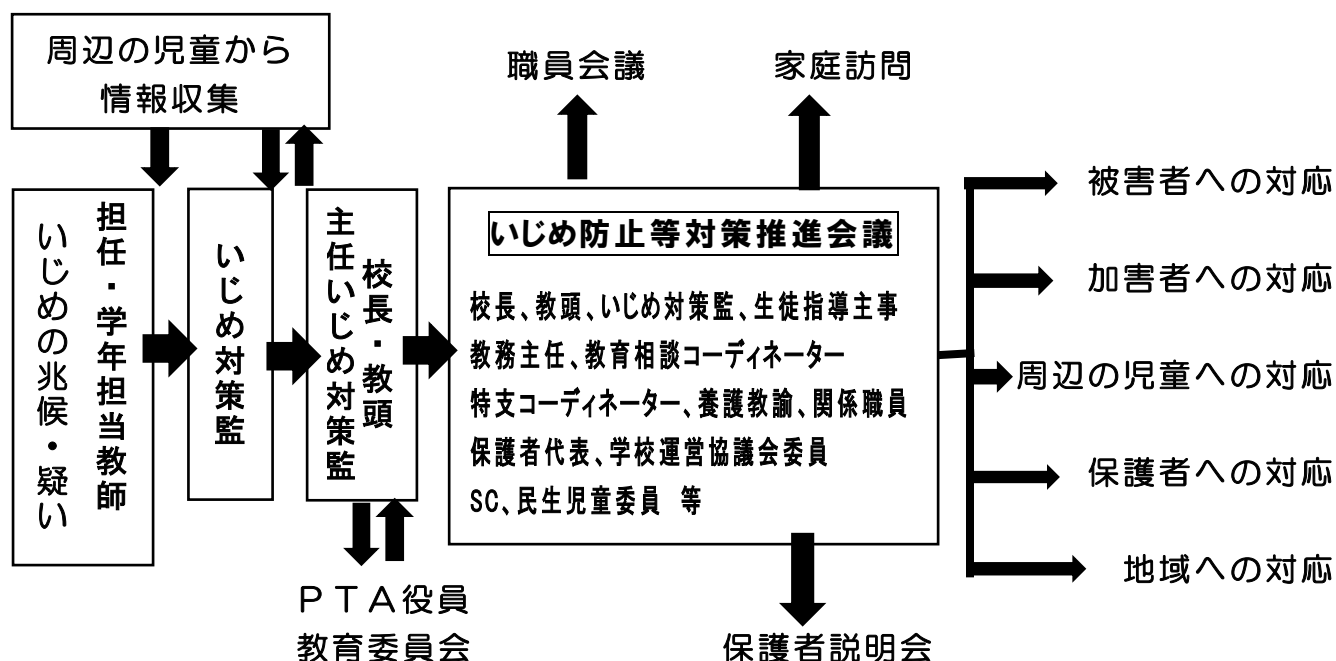 周辺の児童から
情報収集
職員会議
家庭訪問
担任・学年担当教師
いじめの兆候・疑い
いじめ対策監
校長・教頭
主任いじめ対策監
いじめ防止等対策推進会議
校長、教頭、いじめ対策監、生徒指導主事
教務主任、教育相談コーディネーター
特支コーディネーター、養護教諭、関係職員
保護者代表、学校運営協議会委員
SC、民生児童委員　等
被害者への対応
加害者への対応
周辺の児童への対応
保護者への対応
地域への対応
ＰＴＡ役員
教育委員会
保護者説明会